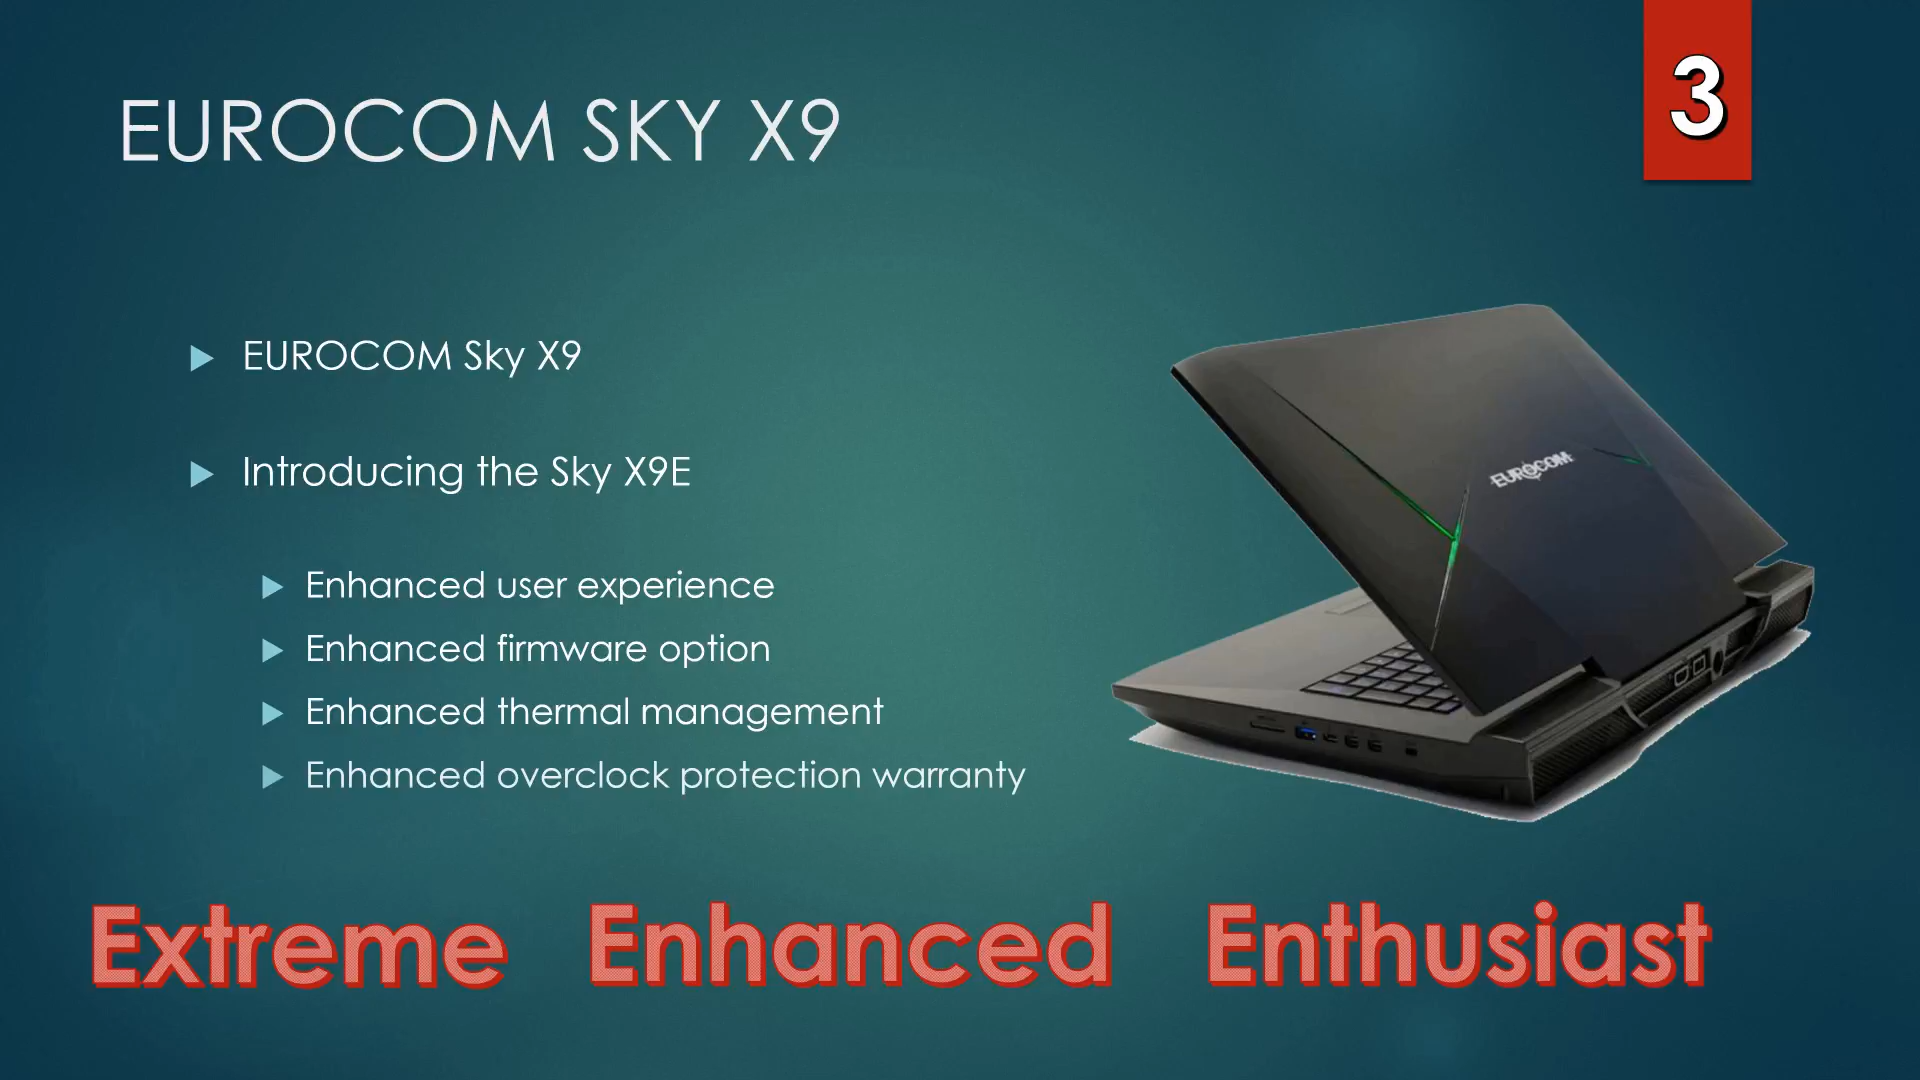 EUROCOM SKY X9
3
EUROCOM Sky X9
Introducing the Sky X9E
Enhanced user experience
Enhanced firmware option
Enhanced thermal management
Enhanced overclock protection warranty
EUROCOM
Extreme Enhanced Enthusiast